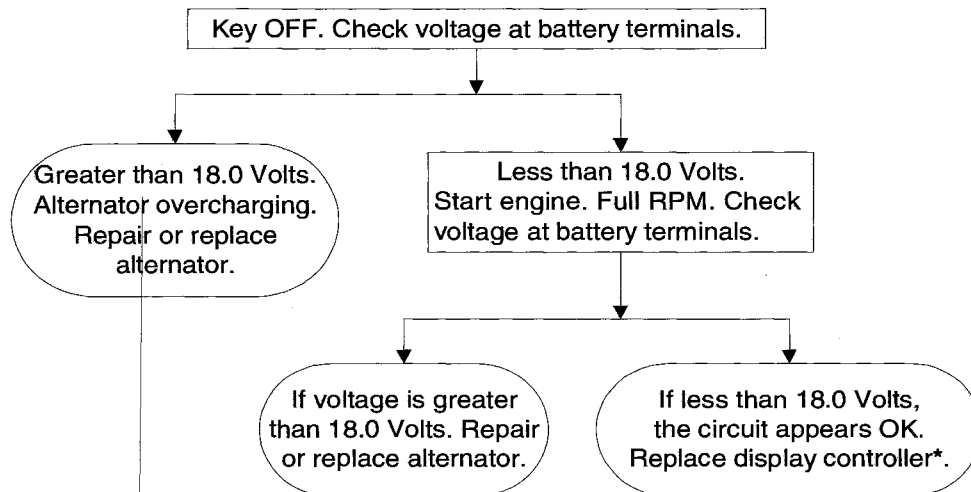 Key OFF. Check voltage at battery terminals.
Greater than 18.0 Volts.
Alternator overcharging.
Repair or replace
alternator.
Less than 18.0 Volts.
Start engine. Full RPM. Check
voltage at battery terminals.
If voltage is greater
than 18.0 Volts. Repair
or replace alternator.
If less than 18.0 Volts,
the circuit appears OK.
Replace display controller*.